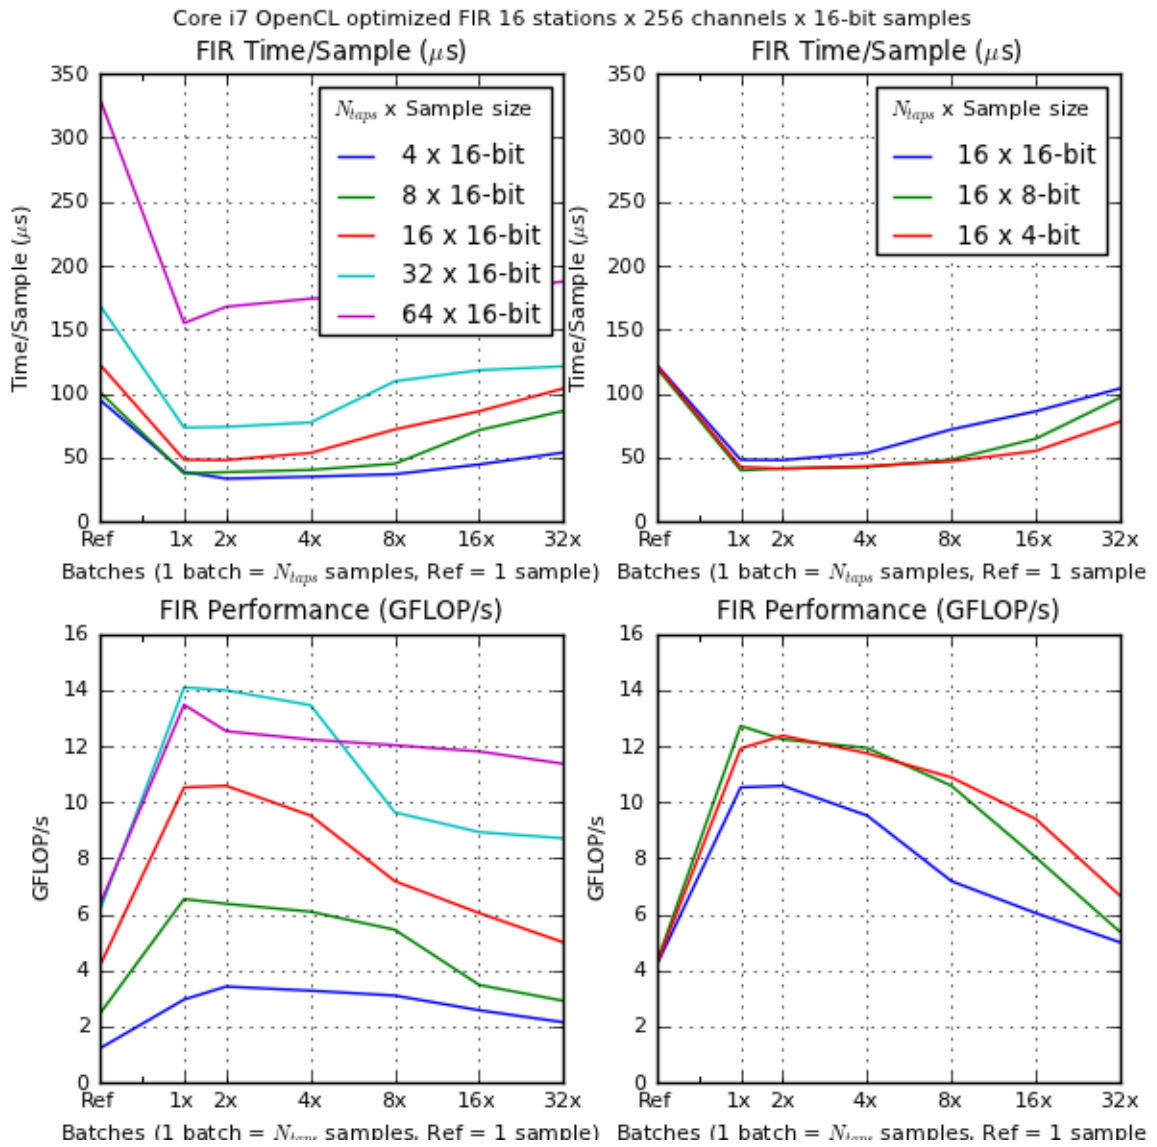 Core i7 OpenCL optimized FIR 16 stations x 256 channels x 16-bit samples
FIR Time/Sample (μs)
350
300
250
200
150
100
50
0
Time/Sample (μs)
N_taps x Sample size
4 x 16-bit
8 x 16-bit
16 x 16-bit
32 x 16-bit
64 x 16-bit
Ref 1x 2x 4x 8x 16x 32x
Batches (1 batch = N_taps samples, Ref = 1 sample)
FIR Time/Sample (μs)
350
300
250
200
150
100
50
0
Time/Sample (μs)
N_taps x Sample size
16 x 16-bit
16 x 8-bit
16 x 4-bit
Ref 1x 2x 4x 8x 16x 32x
Batches (1 batch = N_taps samples, Ref = 1 sample
FIR Performance (GFLOP/s)
16
14
12
10
8
6
4
2
0
GFLOP/s
Ref 1x 2x 4x 8x 16x 32x
Batches (1 batch = N_taps samples, Ref = 1 sample)
FIR Performance (GFLOP/s)
16
14
12
10
8
6
4
2
0
GFLOP/s
Ref 1x 2x 4x 8x 16x 32x
Batches (1 batch = N_taps samples, Ref = 1 sample